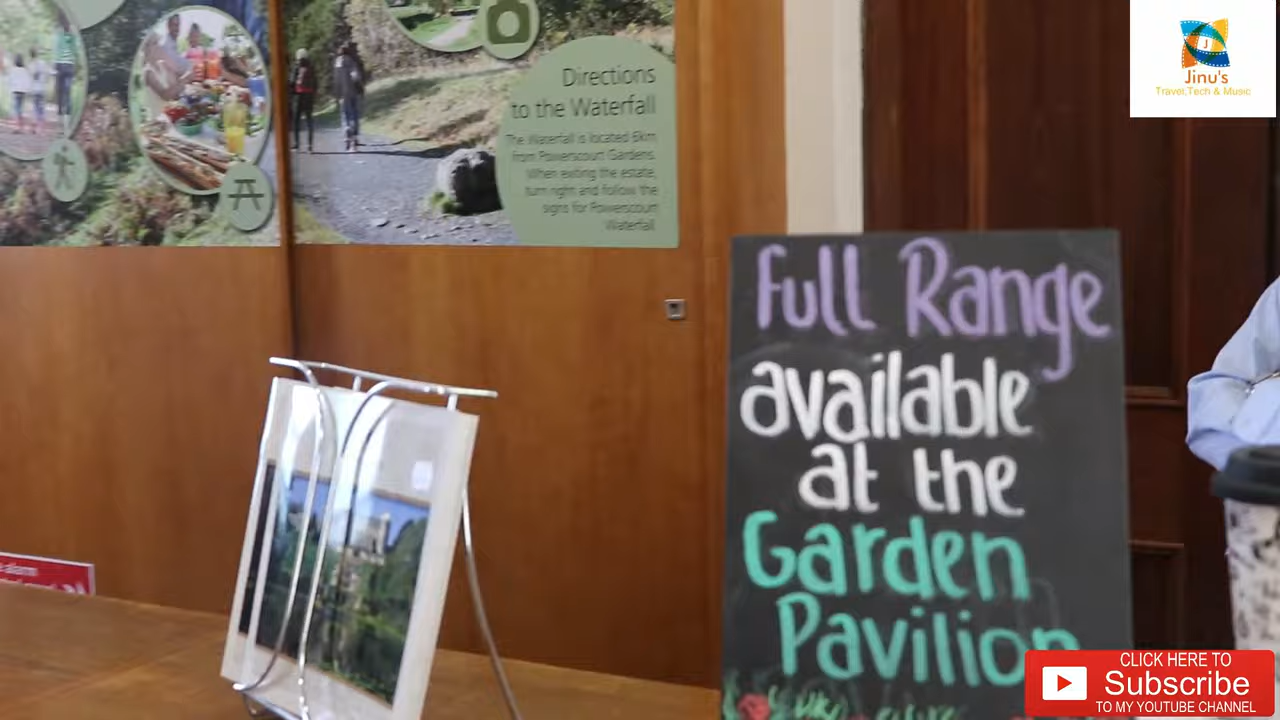 Directions
to the Waterfall
The Waterfall is located 6km
from Powerscourt Gardens.
When exiting the estate,
turn right and follow the
signs for Powerscourt
Waterfall
J
Jinu's
Travel,Tech & Music
Full Range
available
at the
Garden
Pavilion
alarm
CLICK HERE TO
Subscribe
TO MY YOUTUBE CHANNEL